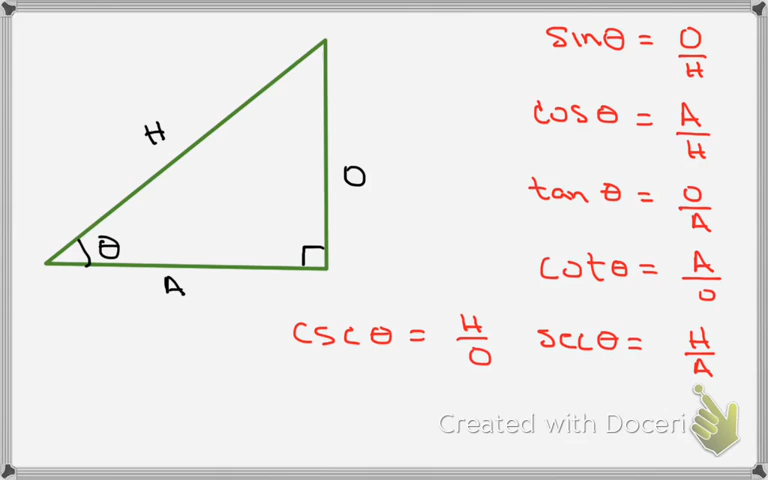 sinθ = O/H
cosθ = A/H
H
O
tanθ = O/A
θ
A
cotθ = A/O
cscθ = H/O
secθ = H/A
Created with Doceri